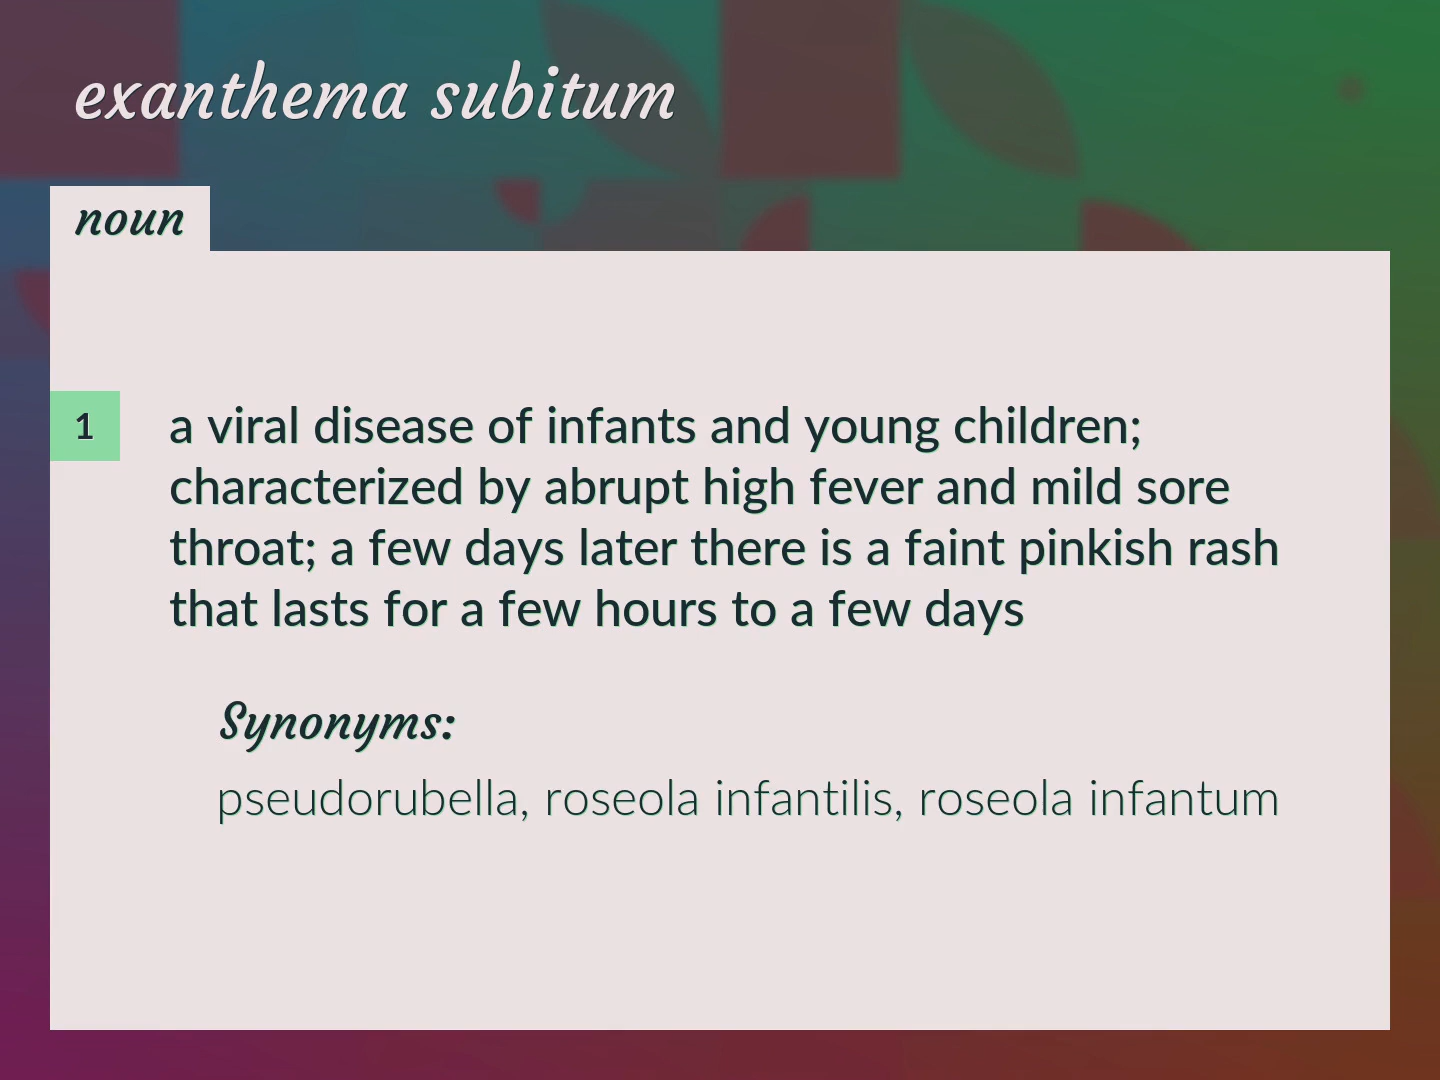 exanthema subitum
noun
1
a viral disease of infants and young children;
characterized by abrupt high fever and mild sore
throat; a few days later there is a faint pinkish rash
that lasts for a few hours to a few days
Synonyms:
pseudorubella, roseola infantilis, roseola infantum